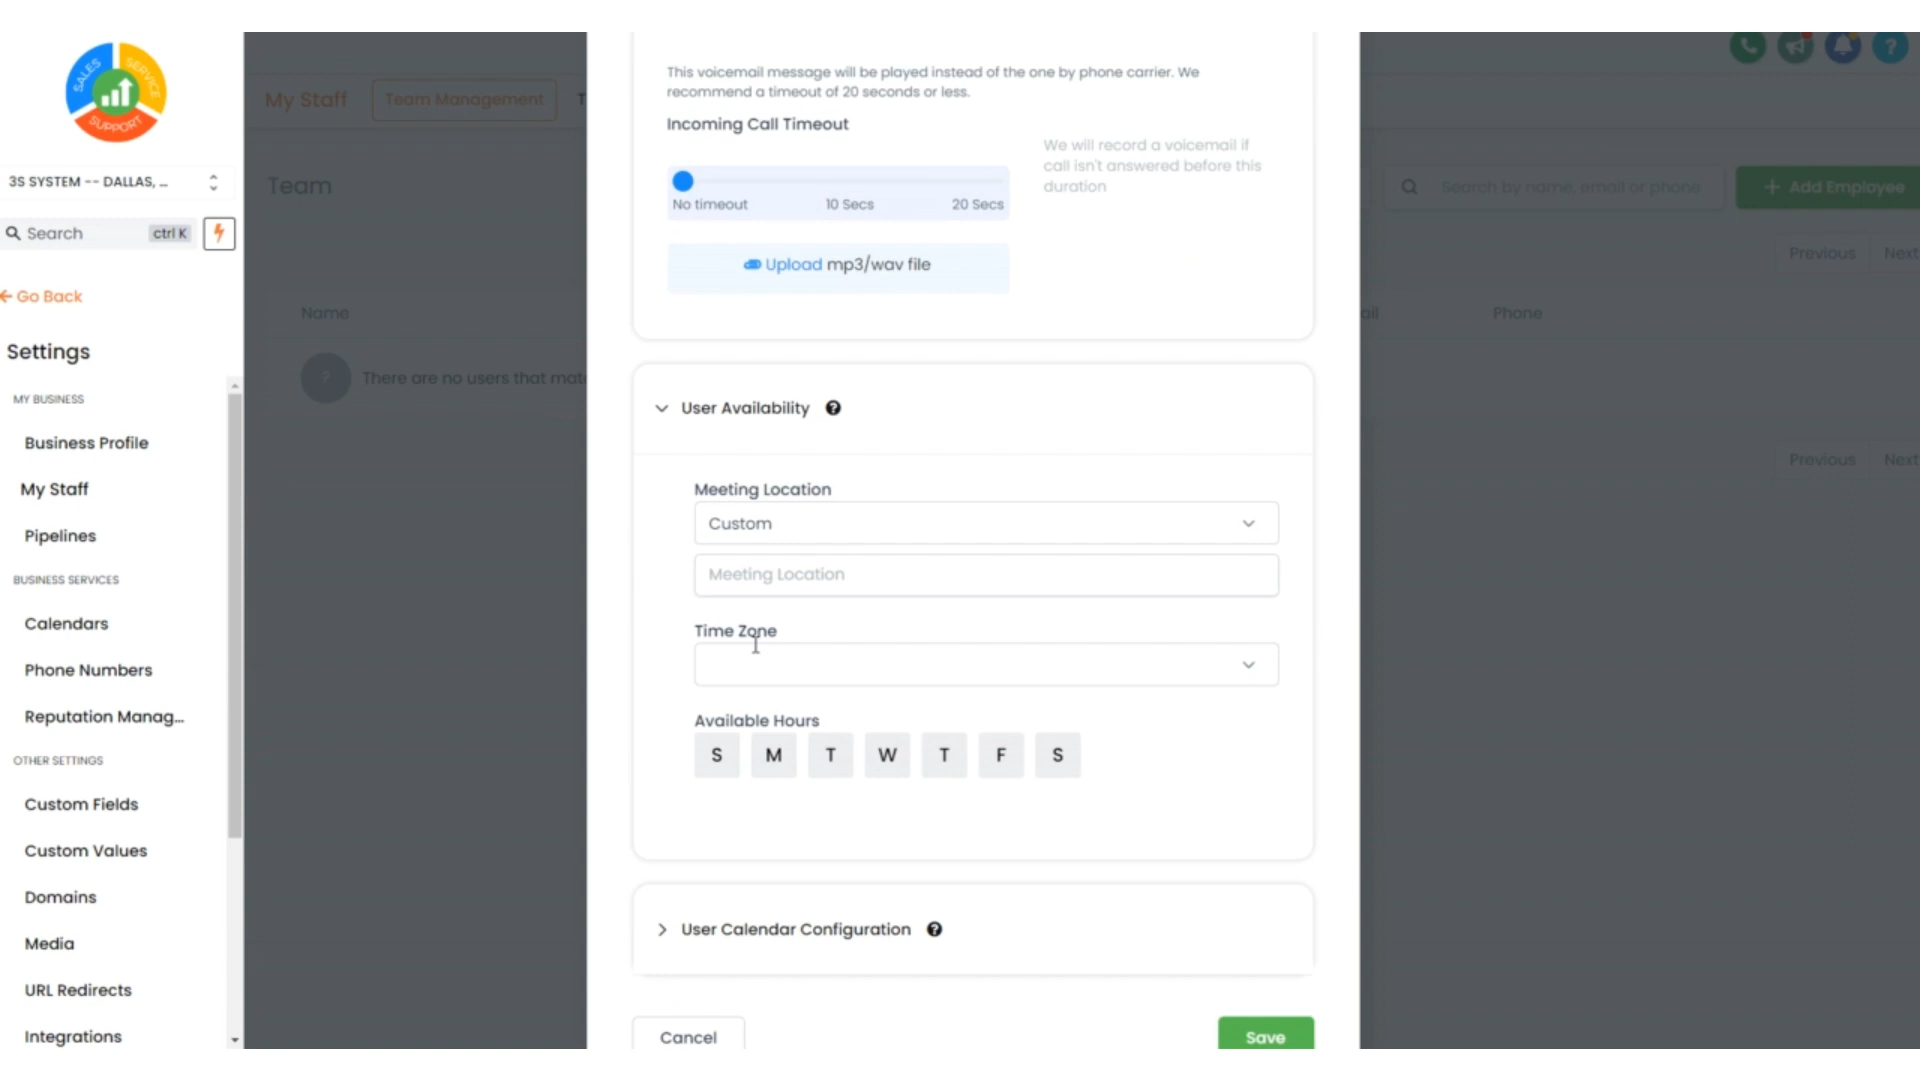 SALES
SERVICE
SUPPORT
3S SYSTEM -- DALLAS, ...
Search
ctrl K
Go Back
Settings
MY BUSINESS
Business Profile
My Staff
Pipelines
BUSINESS SERVICES
Calendars
Phone Numbers
Reputation Manag...
OTHER SETTINGS
Custom Fields
Custom Values
Domains
Media
URL Redirects
Integrations
My Staff
Team Management
T
Team
Name
?
There are no users that mat
This voicemail message will be played instead of the one by phone carrier. We
recommend a timeout of 20 seconds or less.
Incoming Call Timeout
We will record a voicemail if
call isn't answered before this
duration
No timeout
10 Secs
20 Secs
Upload mp3/wav file
User Availability ?
Meeting Location
Custom
Meeting Location
Time Zone
Available Hours
S M T W T F S
User Calendar Configuration ?
Cancel
Save
?
Search by name, email or phone
+ Add Employee
Previous
Next
ail
Phone
Previous
Next